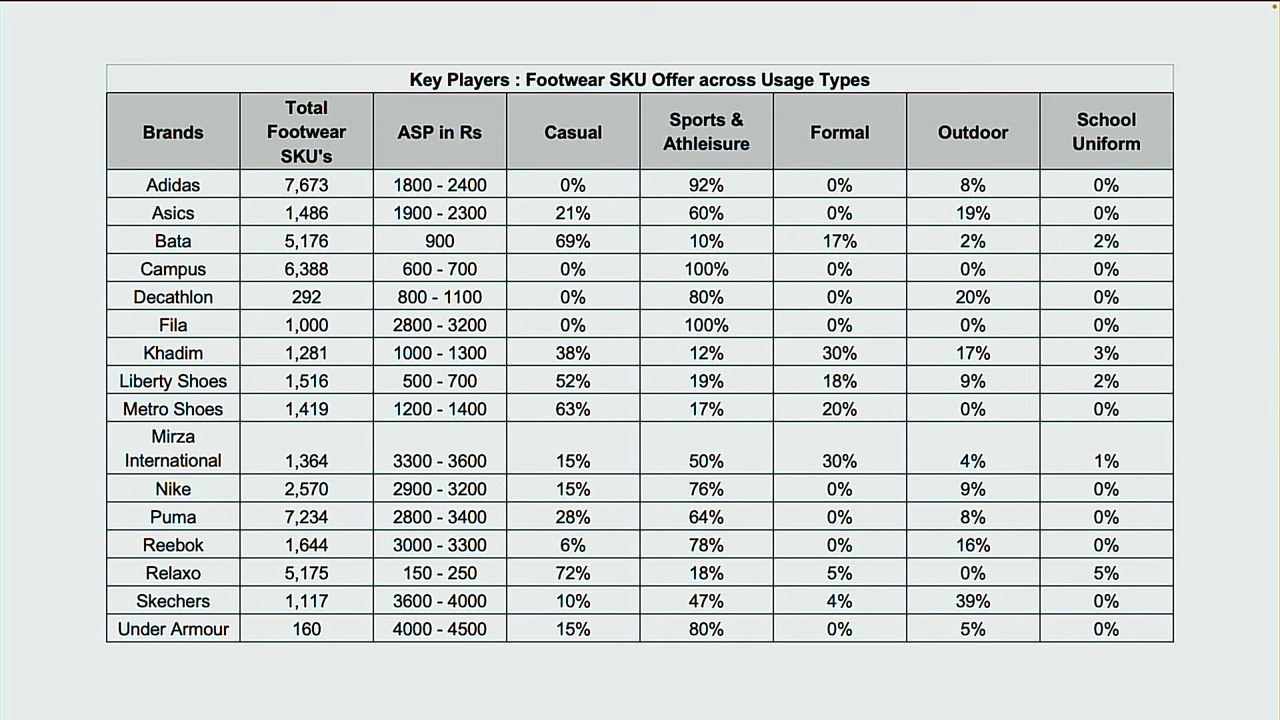 Key Players : Footwear SKU Offer across Usage Types
Brands Total Footwear SKU's ASP in Rs Casual Sports & Athleisure Formal Outdoor School Uniform
Adidas 7,673 1800 - 2400 0% 92% 0% 8% 0%
Asics 1,486 1900 - 2300 21% 60% 0% 19% 0%
Bata 5,176 900 69% 10% 17% 2% 2%
Campus 6,388 600 - 700 0% 100% 0% 0% 0%
Decathlon 292 800 - 1100 0% 80% 0% 20% 0%
Fila 1,000 2800 - 3200 0% 100% 0% 0% 0%
Khadim 1,281 1000 - 1300 38% 12% 30% 17% 3%
Liberty Shoes 1,516 500 - 700 52% 19% 18% 9% 2%
Metro Shoes 1,419 1200 - 1400 63% 17% 20% 0% 0%
Mirza International 1,364 3300 - 3600 15% 50% 30% 4% 1%
Nike 2,570 2900 - 3200 15% 76% 0% 9% 0%
Puma 7,234 2800 - 3400 28% 64% 0% 8% 0%
Reebok 1,644 3000 - 3300 6% 78% 0% 16% 0%
Relaxo 5,175 150 - 250 72% 18% 5% 0% 5%
Skechers 1,117 3600 - 4000 10% 47% 4% 39% 0%
Under Armour 160 4000 - 4500 15% 80% 0% 5% 0%